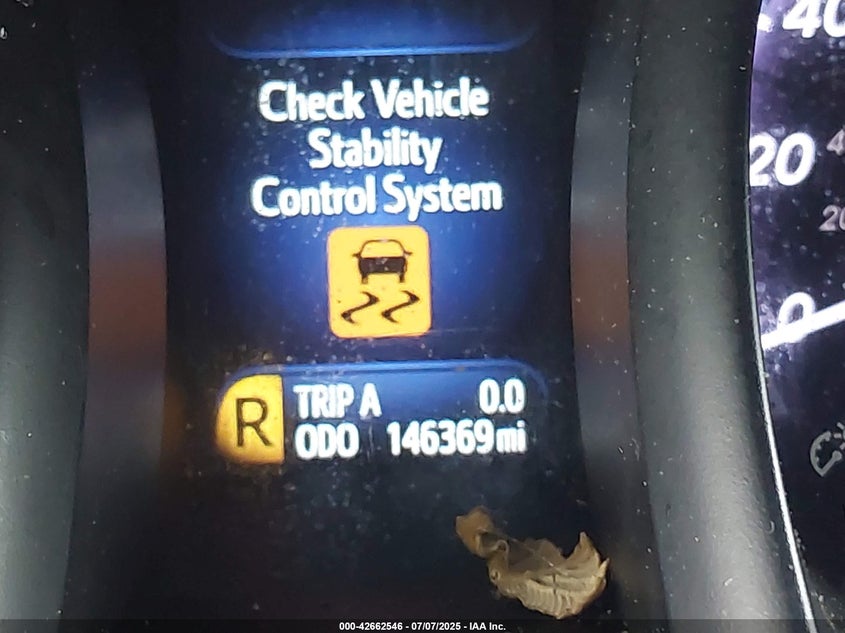 Check Vehicle
Stability
Control System
R
TRIP A 0.0
ODO 146369 mi
40
20
0
000-42662546 - 07/07/2025 - IAA Inc.